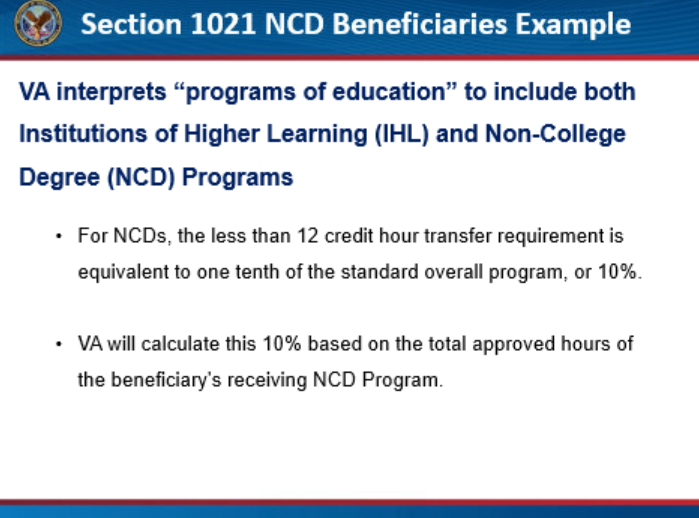 Section 1021 NCD Beneficiaries Example
VA interprets “programs of education” to include both
Institutions of Higher Learning (IHL) and Non-College
Degree (NCD) Programs
• For NCDs, the less than 12 credit hour transfer requirement is
equivalent to one tenth of the standard overall program, or 10%.
• VA will calculate this 10% based on the total approved hours of
the beneficiary’s receiving NCD Program.